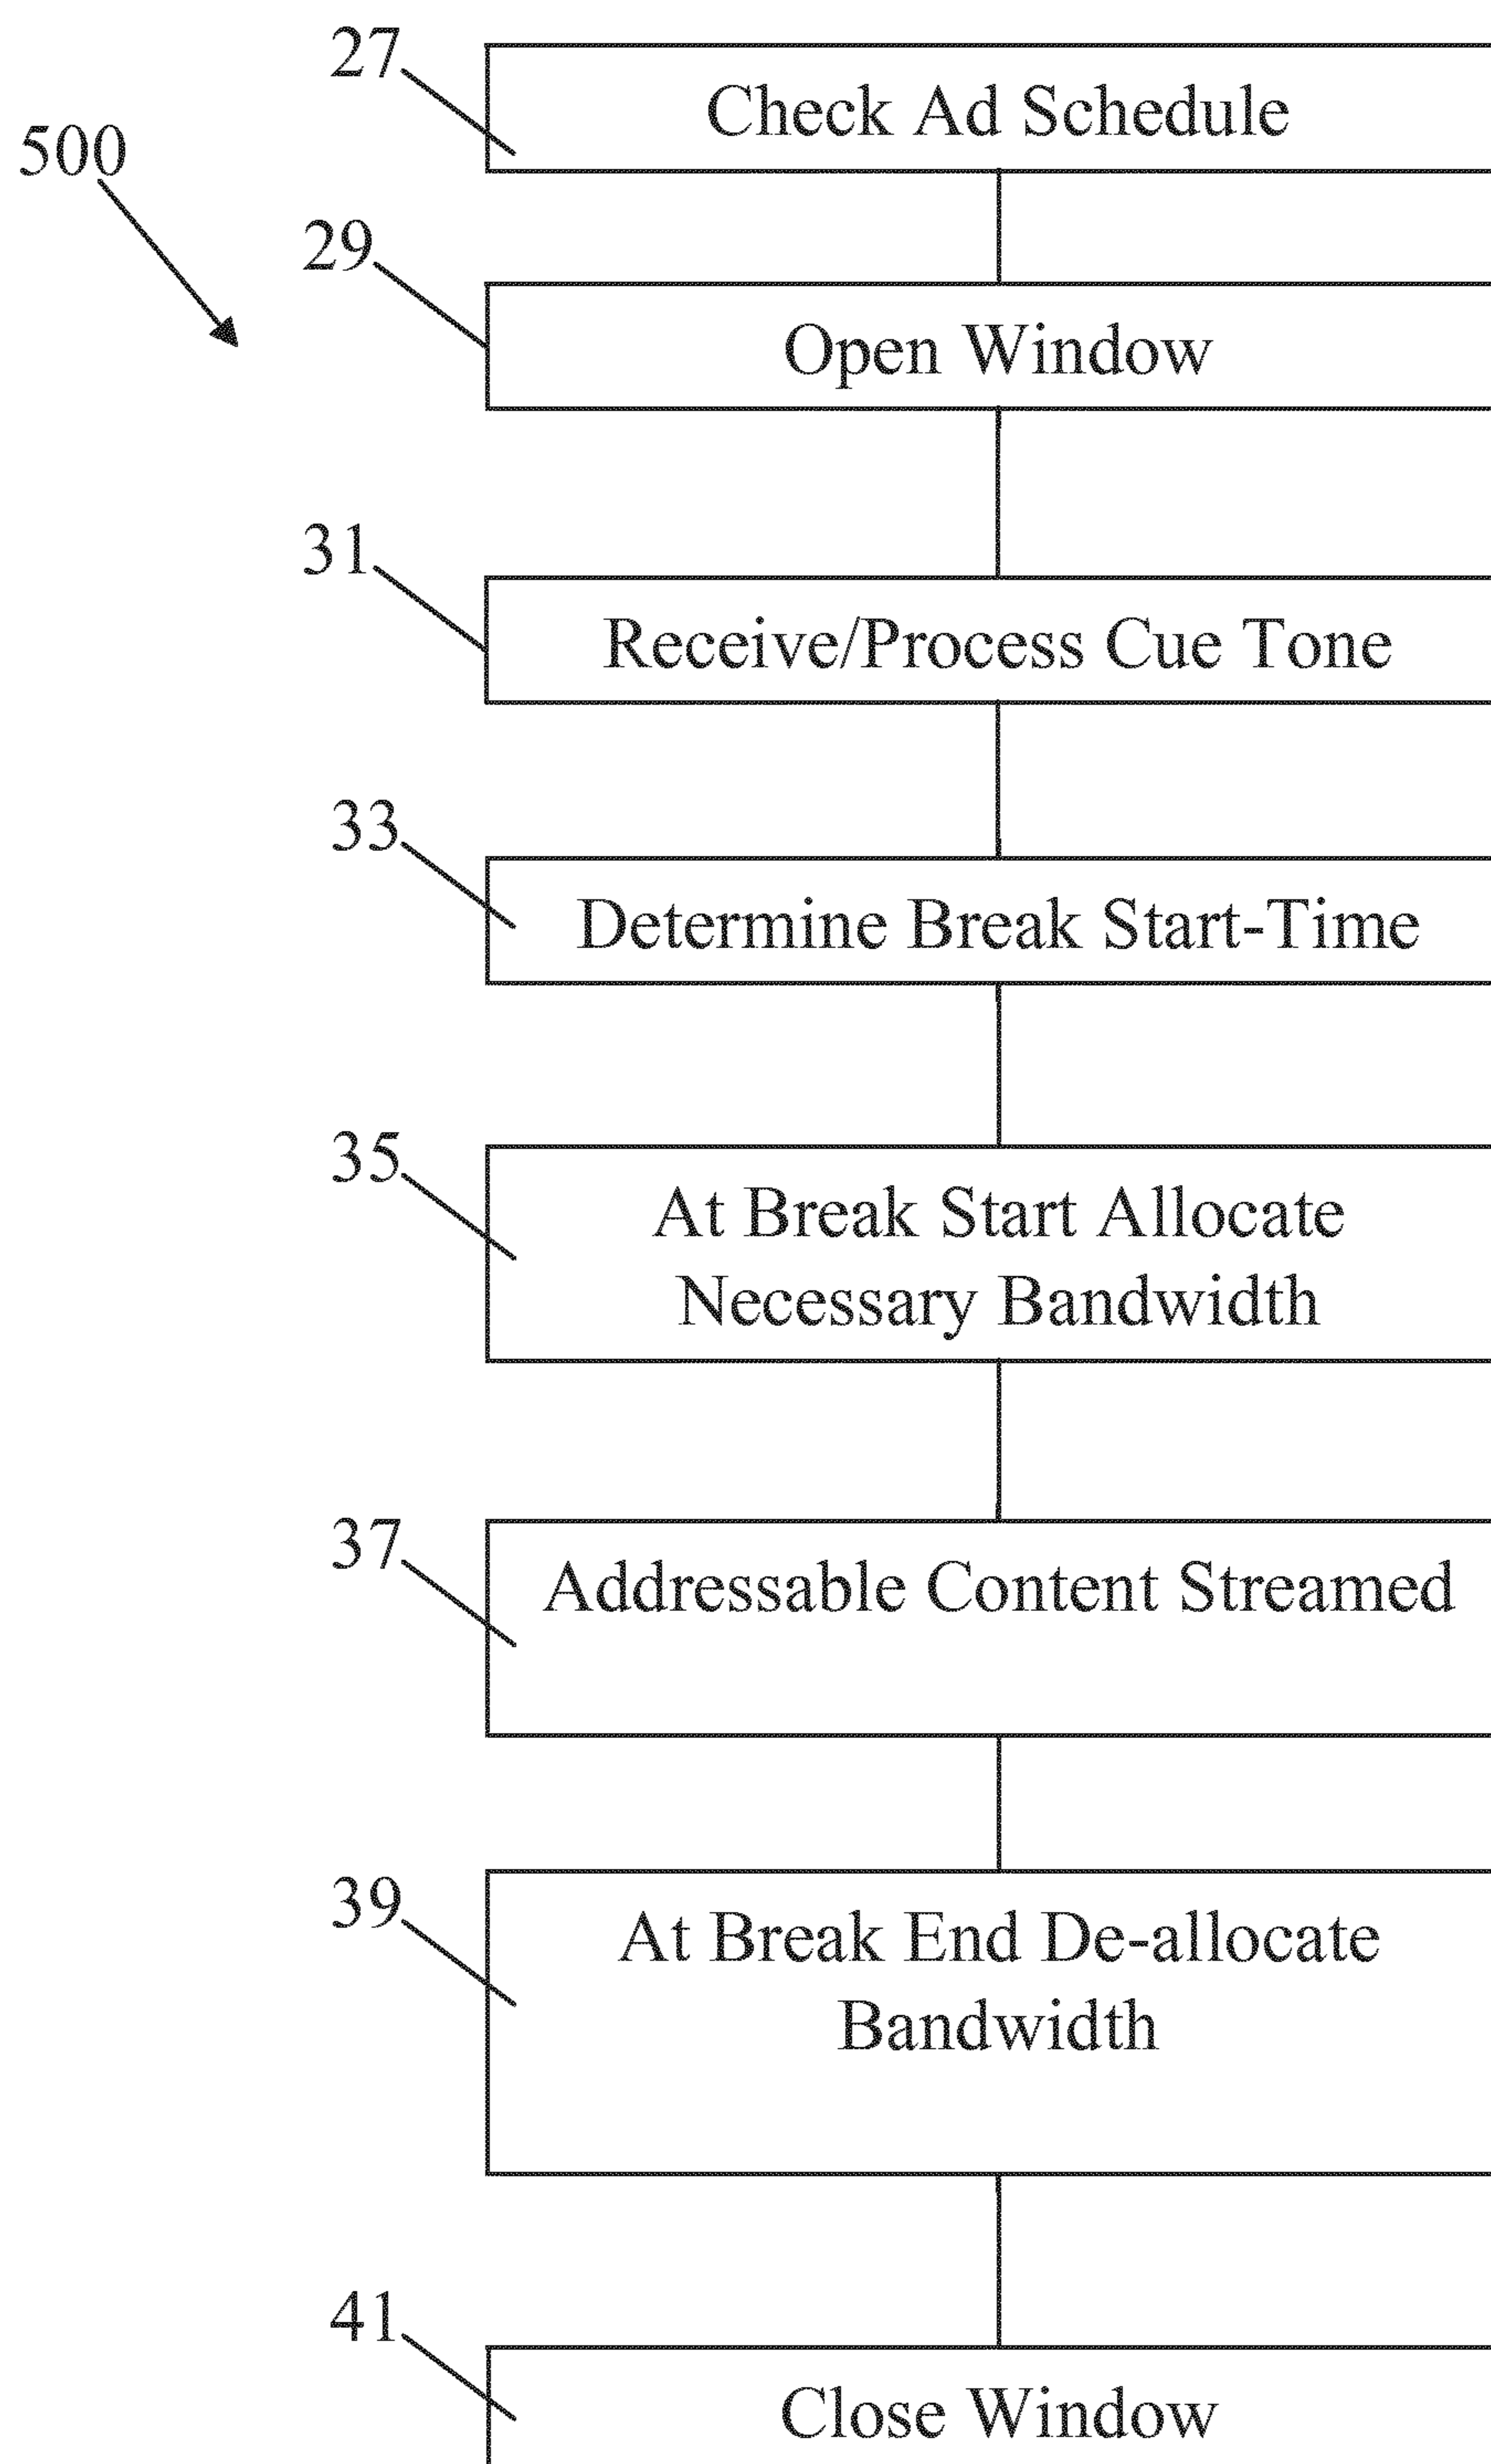 27
Check Ad Schedule
500
29
Open Window
31
Receive/Process Cue Tone
33
Determine Break Start-Time
35
At Break Start Allocate
Necessary Bandwidth
37
Addressable Content Streamed
39
At Break End De-allocate
Bandwidth
41
Close Window